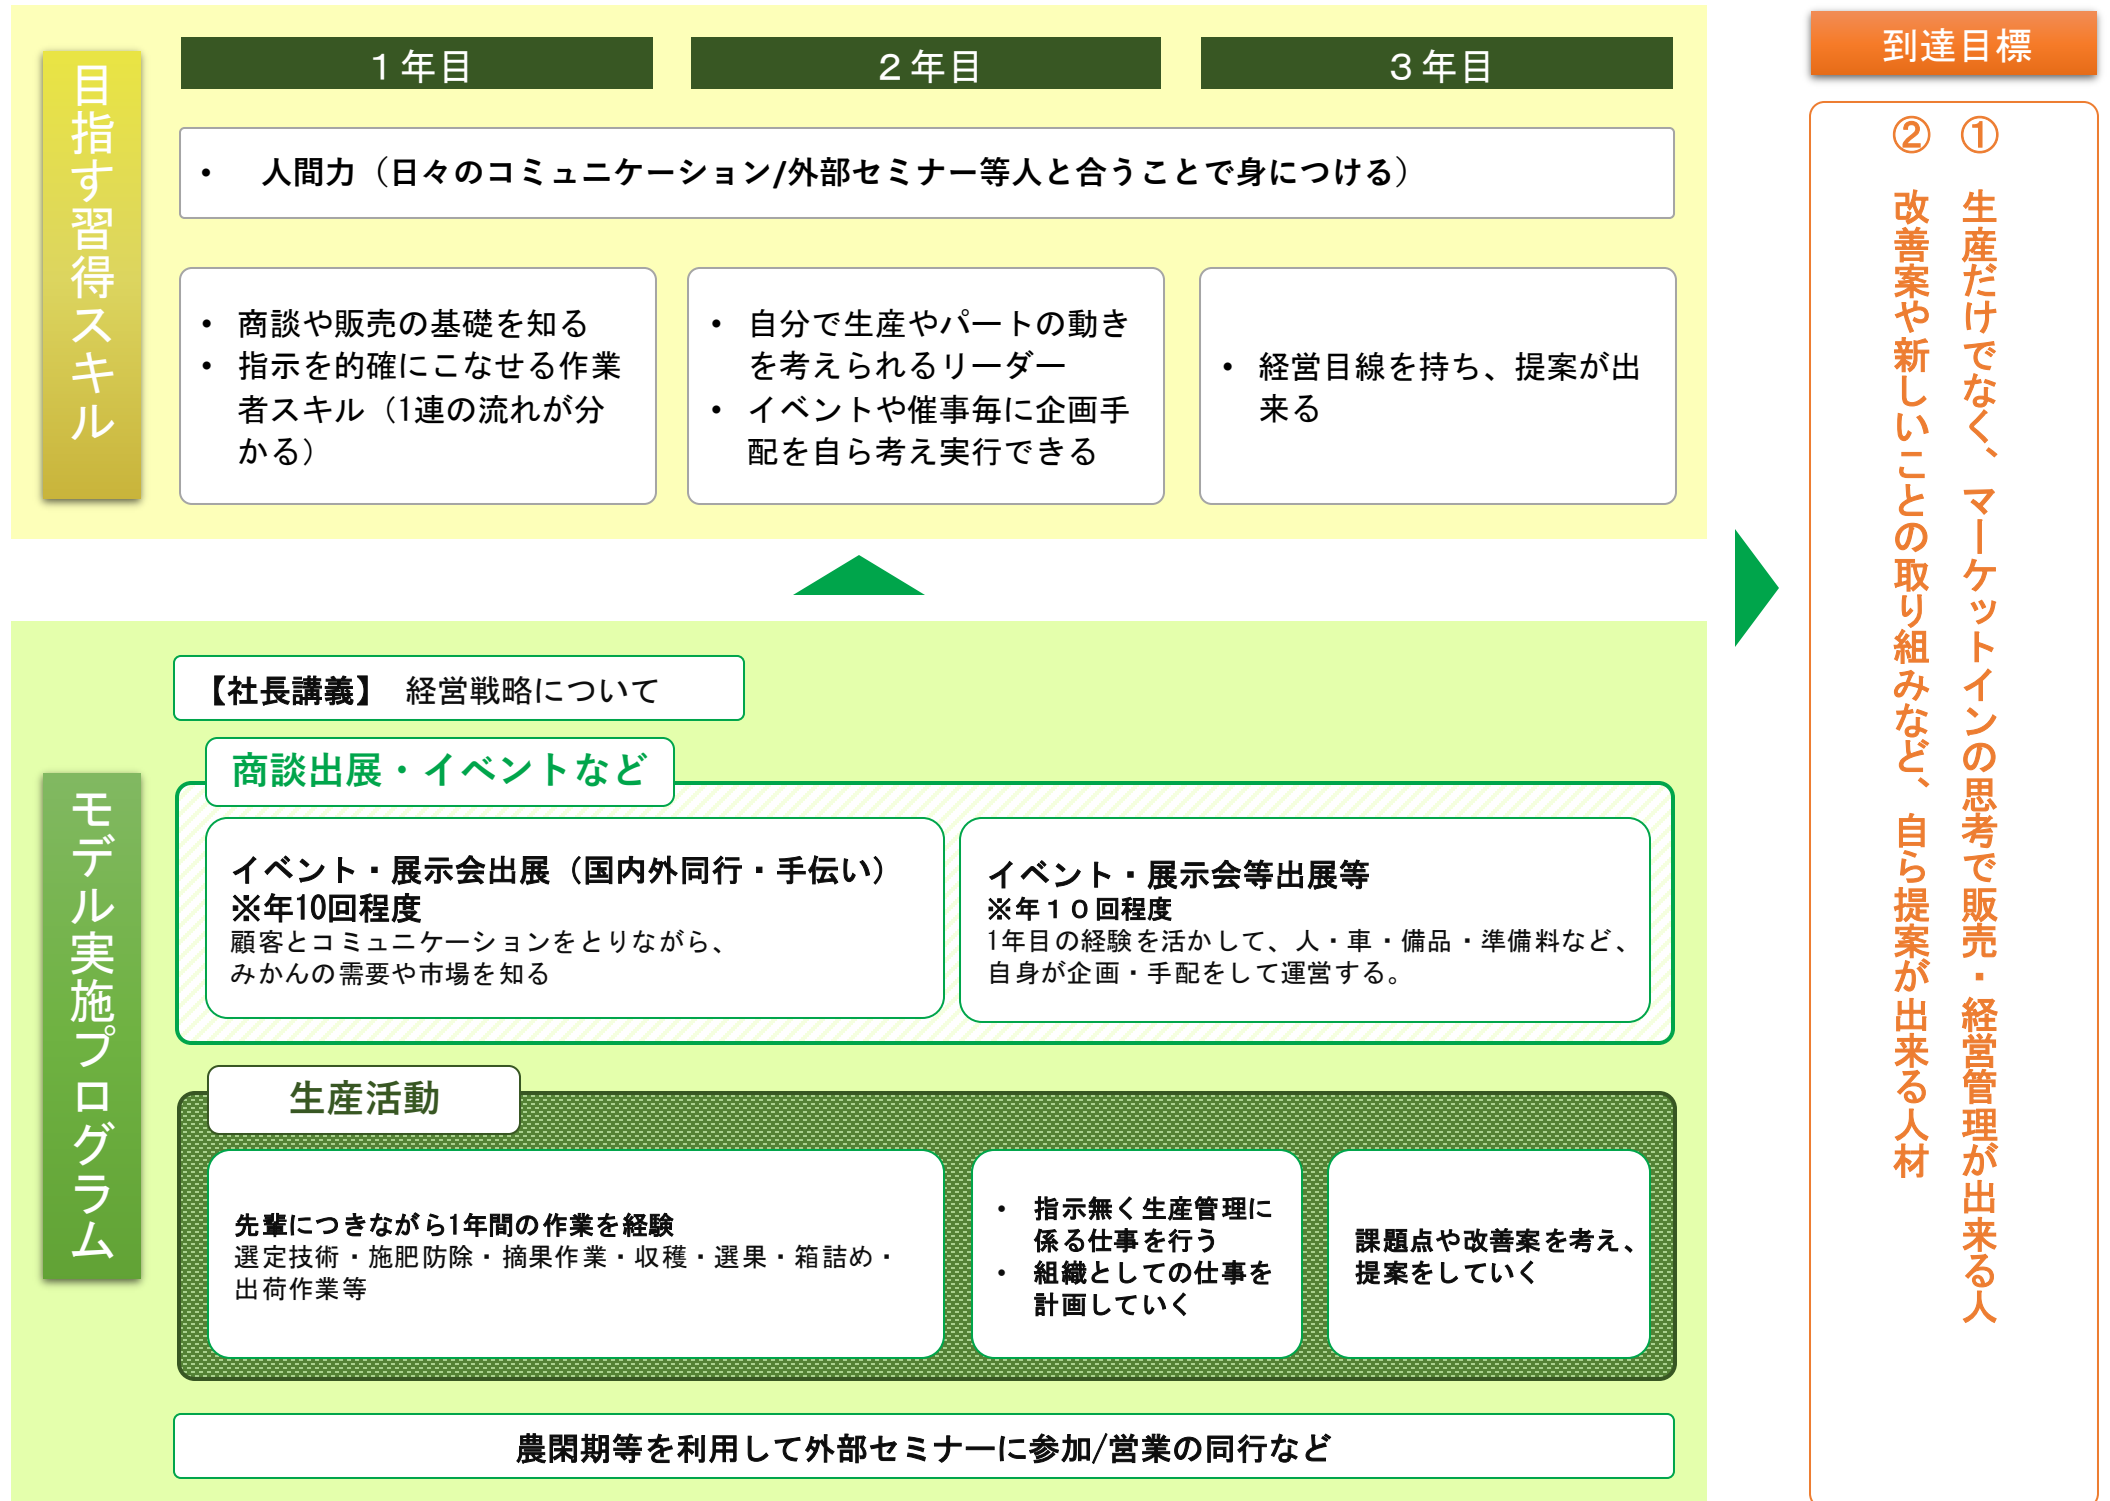 目指す習得スキル
１年目
２年目
３年目
• 人間力（日々のコミュニケーション/外部セミナー等人と合うことで身につける）
• 商談や販売の基礎を知る
• 指示を的確にこなせる作業
者スキル（1連の流れが分
かる）
• 自分で生産やパートの動き
を考えられるリーダー
• イベントや催事毎に企画手
配を自ら考え実行できる
• 経営目線を持ち、提案が出
来る
モデル実施プログラム
【社長講義】 経営戦略について
商談出展・イベントなど
イベント・展示会出展（国内外同行・手伝い）
※年10回程度
顧客とコミュニケーションをとりながら、
みかんの需要や市場を知る
イベント・展示会等出展等
※年１０回程度
1年目の経験を活かして、人・車・備品・準備料など、
自身が企画・手配をして運営する。
生産活動
先輩につきながら1年間の作業を経験
選定技術・施肥防除・摘果作業・収穫・選果・箱詰め・
出荷作業等
• 指示無く生産管理に
係る仕事を行う
• 組織としての仕事を
計画していく
課題点や改善案を考え、
提案をしていく
農閑期等を利用して外部セミナーに参加/営業の同行など
到達目標
① 生産だけでなく、マーケットインの思考で販売・経営管理が出来る人
② 改善案や新しいことの取り組みなど、自ら提案が出来る人材